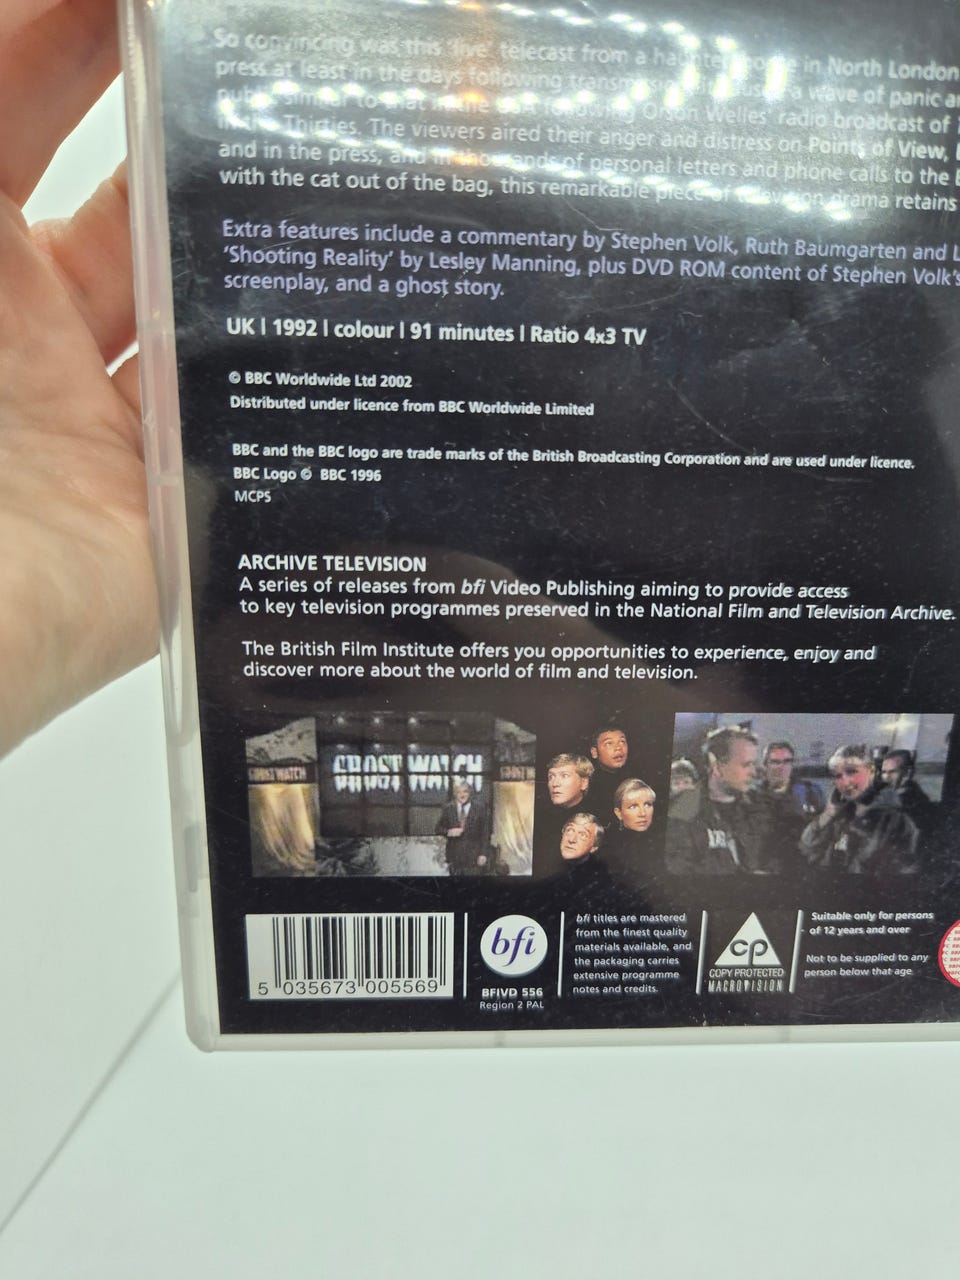 So convincing was this 'live' telecast from a haunted house in North London
press at least in the days following transmission
public similar to that in the following Orson Welles' radio broadcast of
in the Thirties. The viewers aired their anger and distress on Points of View,
and in the press, and in thousands of personal letters and phone calls to the
with the cat out of the bag, this remarkable piece of television drama retains
Extra features include a commentary by Stephen Volk, Ruth Baumgarten and L
'Shooting Reality' by Lesley Manning, plus DVD ROM content of Stephen Volk's
screenplay, and a ghost story.
UK | 1992 | colour | 91 minutes | Ratio 4x3 TV
© BBC Worldwide Ltd 2002
Distributed under licence from BBC Worldwide Limited
BBC and the BBC logo are trade marks of the British Broadcasting Corporation and are used under licence.
BBC Logo © BBC 1996
MCPS
ARCHIVE TELEVISION
A series of releases from bfi Video Publishing aiming to provide access
to key television programmes preserved in the National Film and Television Archive.
The British Film Institute offers you opportunities to experience, enjoy and
discover more about the world of film and television.
GHOST WATCH
5 035673 005569
bfi
BFIVD 556
Region 2 PAL
bfi titles are mastered
from the finest quality
materials available, and
the packaging carries
extensive programme
notes and credits.
cp
COPY PROTECTED
MACROVISION
Suitable only for persons
of 12 years and over
Not to be supplied to any
person below that age